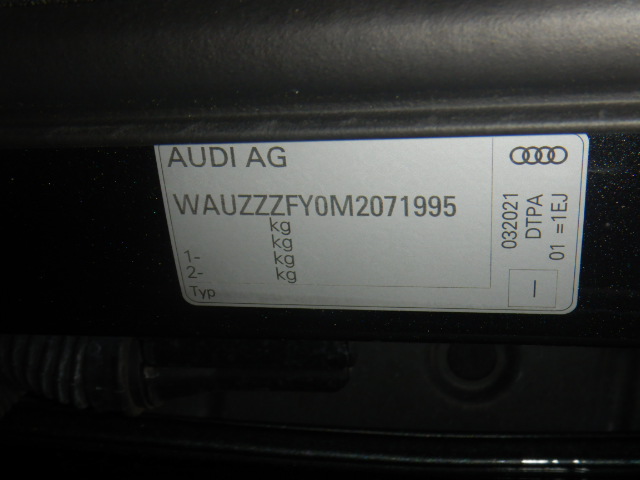 AUDI AG
WAUZZZFY0M2071995
kg
kg
1- kg
2- kg
Typ
032021
DTPA
01 =1EJ
-